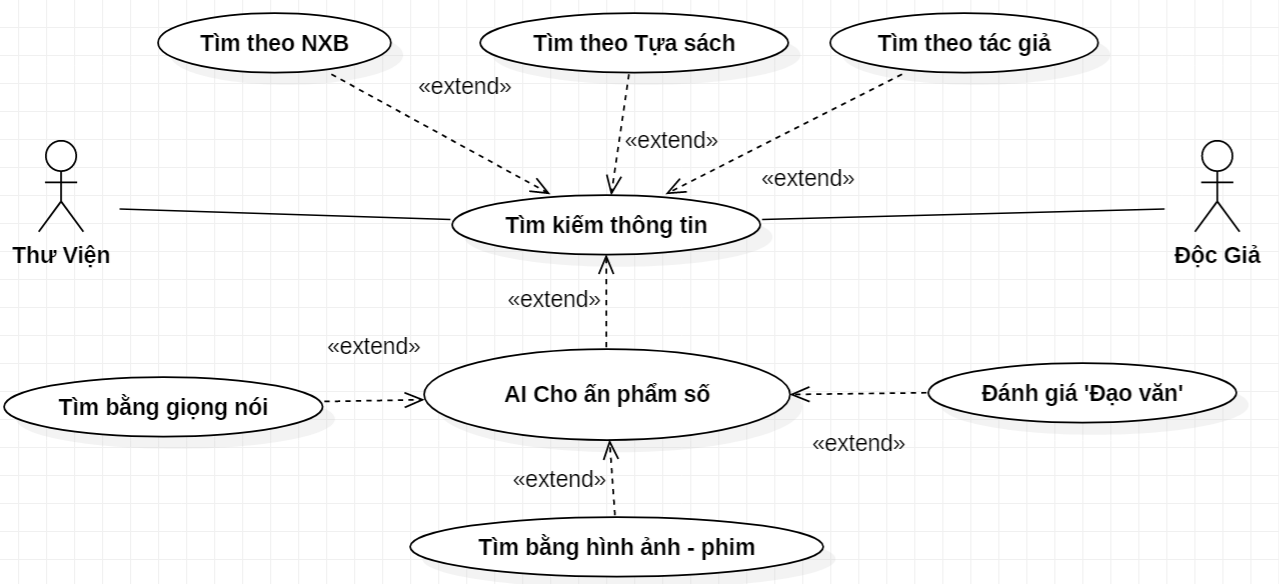 Tìm theo NXB
Tìm theo Tựa sách
Tìm theo tác giả
«extend»
«extend»
«extend»
Tìm kiếm thông tin
Thư Viện
Độc Giả
«extend»
«extend»
AI Cho ấn phẩm số
Tìm bằng giọng nói
Đánh giá 'Đạo văn'
«extend»
«extend»
Tìm bằng hình ảnh - phim